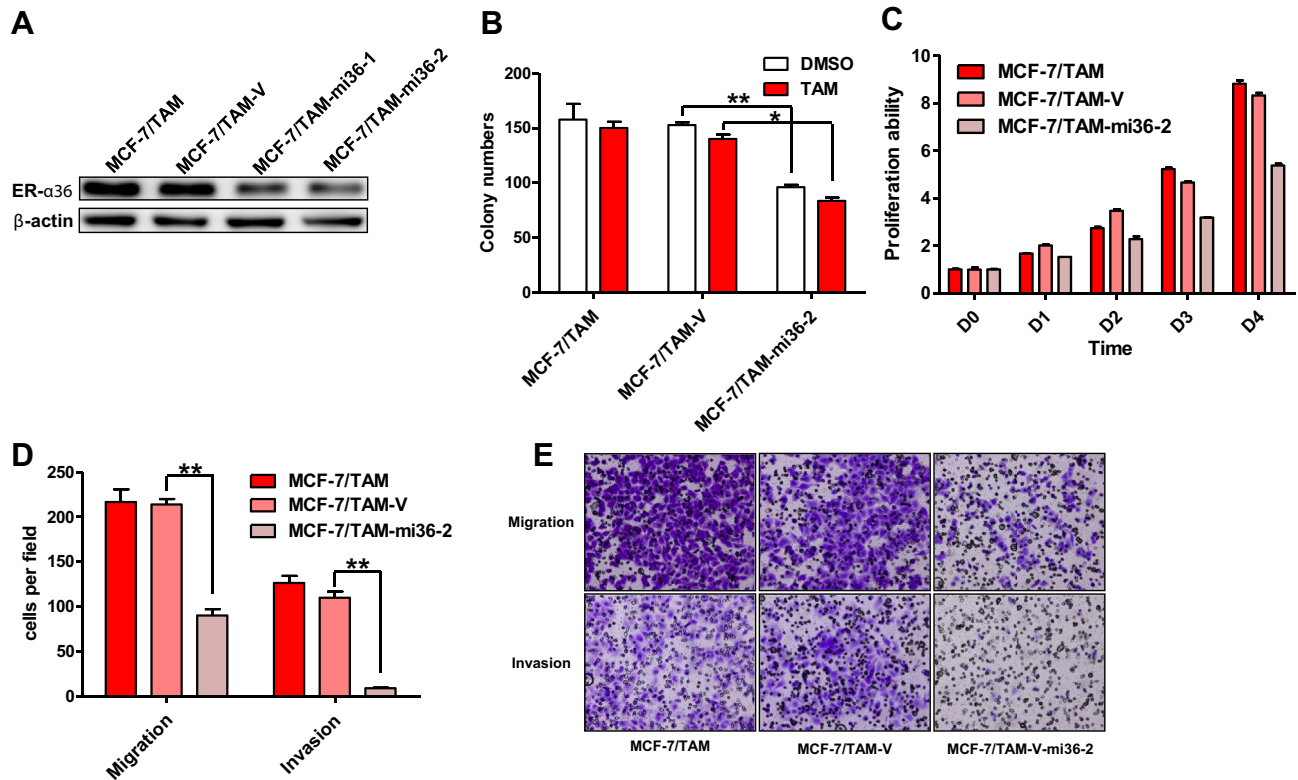 A
MCF-7/TAM
MCF-7/TAM-V
MCF-7/TAM-mi36-1
MCF-7/TAM-mi36-2
ER-α36
β-actin
B
DMSO
TAM
**
*
Colony numbers
200
150
100
50
0
MCF-7/TAM
MCF-7/TAM-V
MCF-7/TAM-mi36-2
C
MCF-7/TAM
MCF-7/TAM-V
MCF-7/TAM-mi36-2
Proliferation ability
10
8
6
4
2
0
D0
D1
D2
D3
D4
Time
D
MCF-7/TAM
MCF-7/TAM-V
MCF-7/TAM-mi36-2
**
**
cells per field
250
200
150
100
50
0
Migration
Invasion
E
Migration
Invasion
MCF-7/TAM
MCF-7/TAM-V
MCF-7/TAM-V-mi36-2